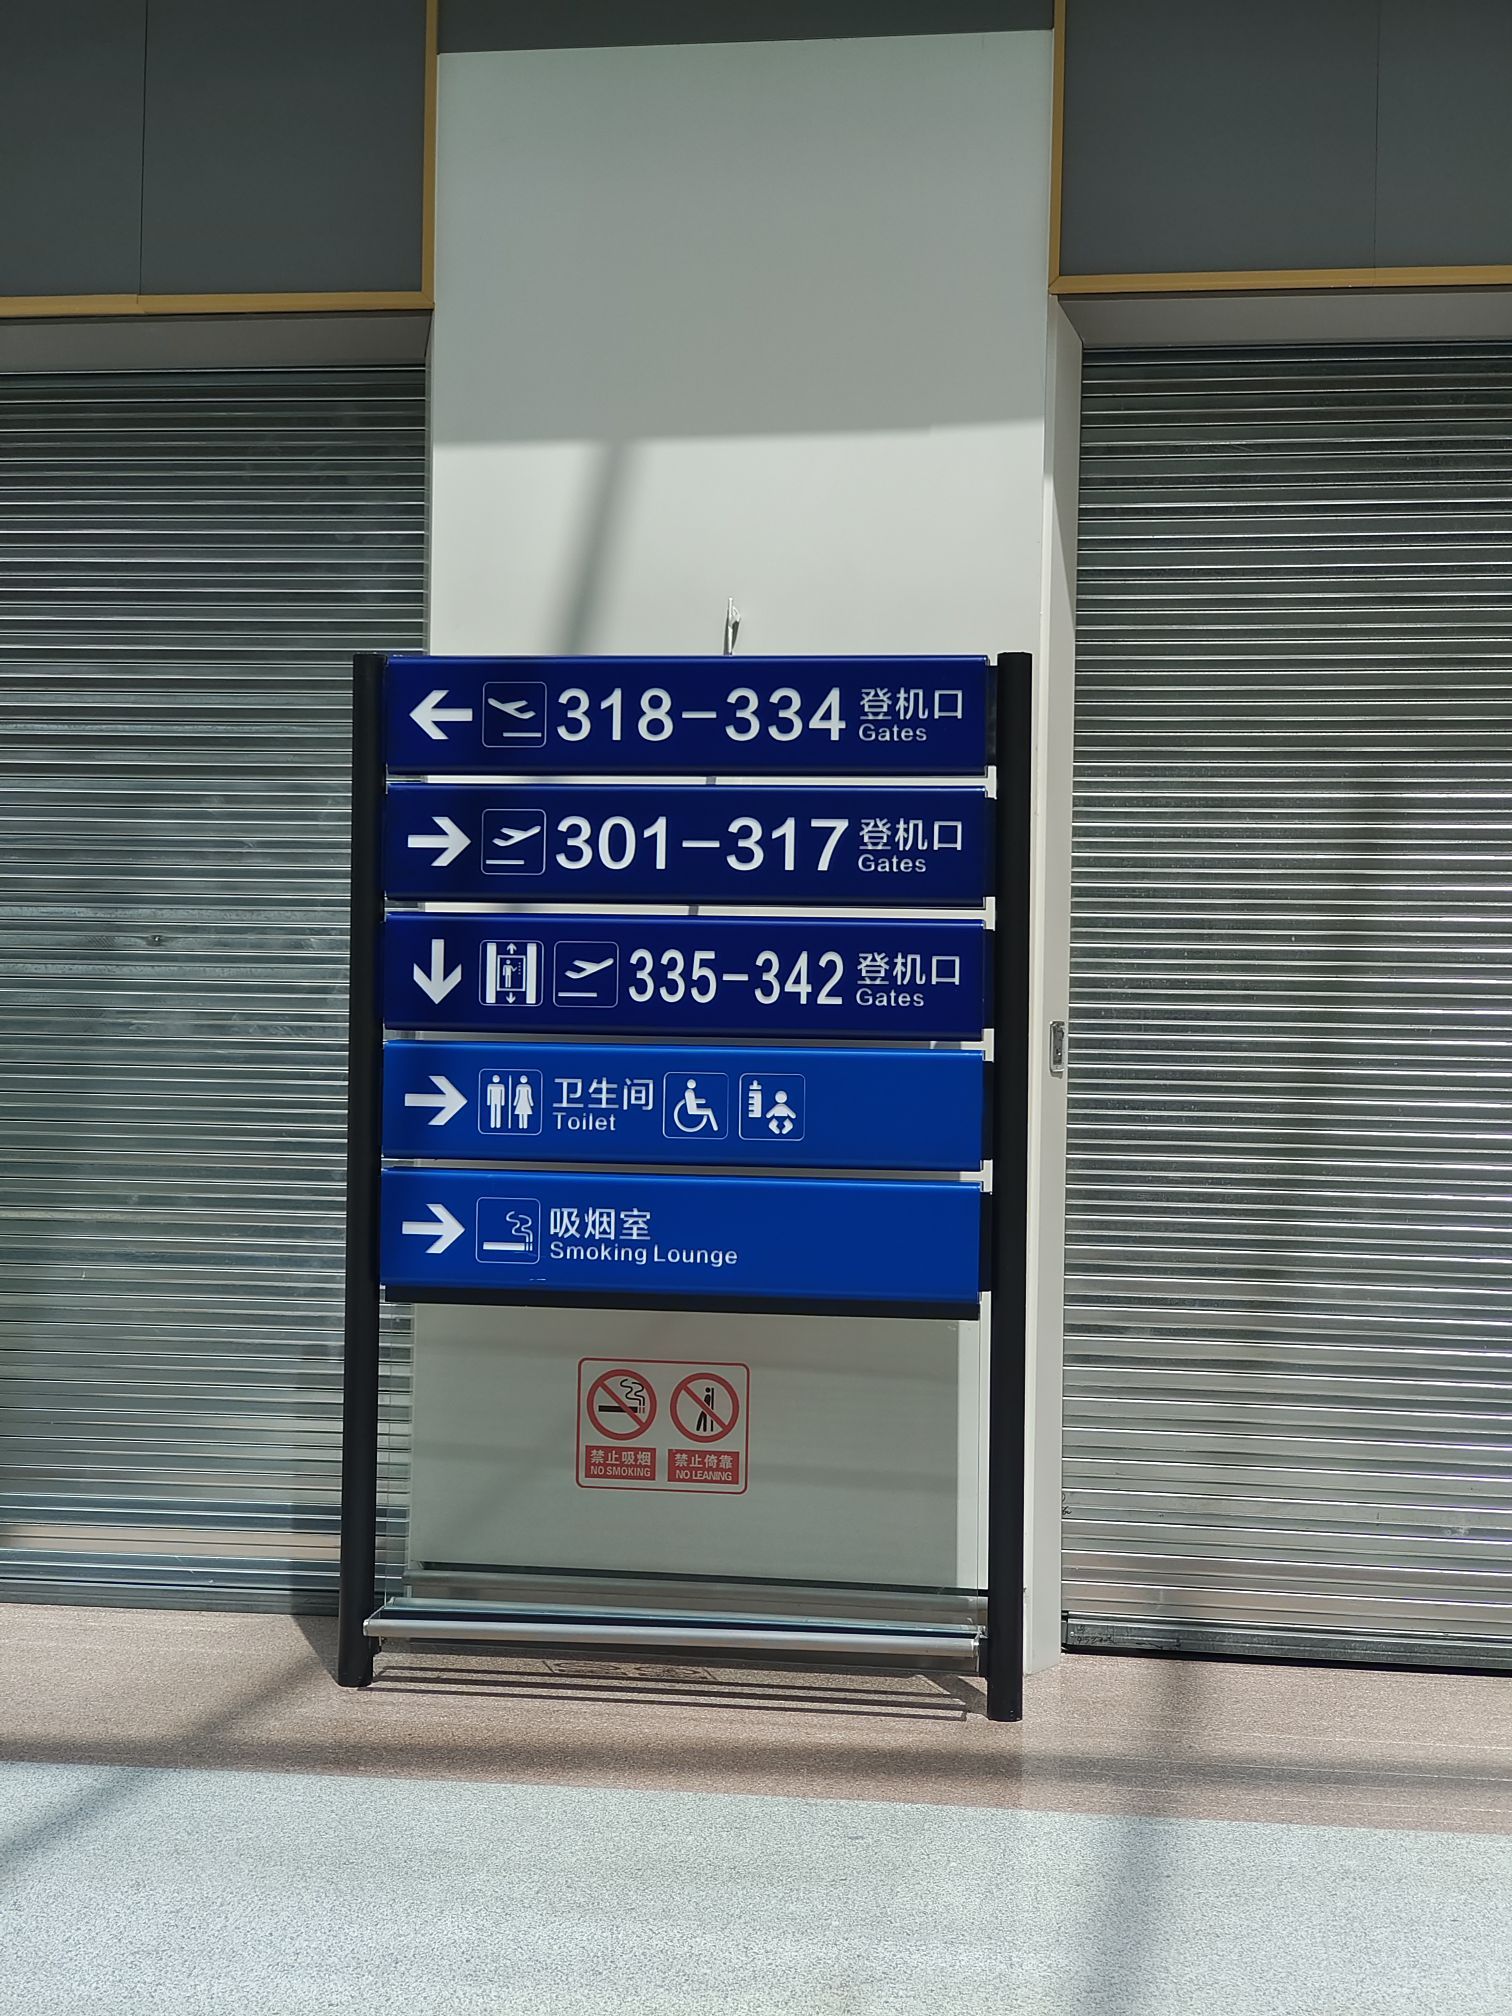 318-334 登机口
Gates
301-317 登机口
Gates
335-342 登机口
Gates
卫生间
Toilet
吸烟室
Smoking Lounge
禁止吸烟
NO SMOKING
禁止倚靠
NO LEANING